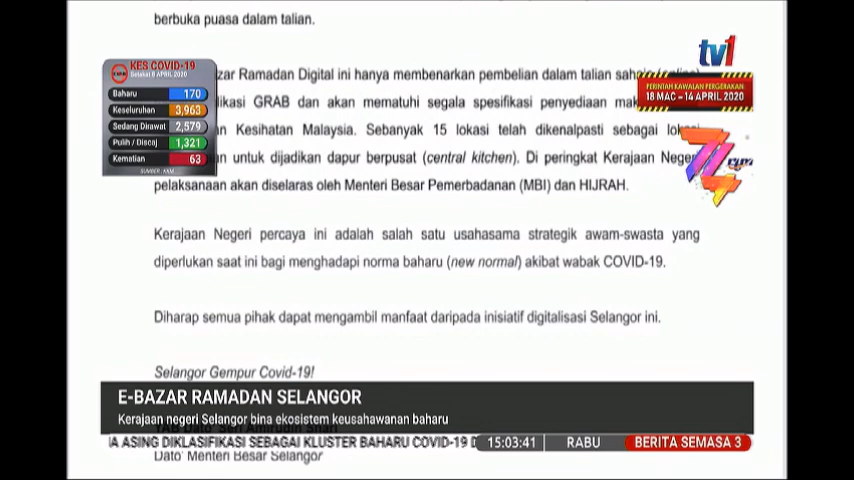 berbuka puasa dalam talian.
zar Ramadan Digital ini hanya membenarkan pembelian dalam talian
likasi GRAB dan akan mematuhi segala spesifikasi penyediaan
n Kesihatan Malaysia. Sebanyak 15 lokasi telah dikenalpasti sebagai
untuk dijadikan dapur berpusat (central kitchen). Di peringkat Kerajaan Negeri
pelaksanaan akan diselaras oleh Menteri Besar Pemerbadanan (MBI) dan HIJRAH.
Kerajaan Negeri percaya ini adalah salah satu usahasama strategik awam-swasta yang
diperlukan saat ini bagi menghadapi norma baharu (new normal) akibat wabak COVID-19.
Diharap semua pihak dapat mengambil manfaat daripada inisiatif digitalisasi Selangor ini.
Selangor Gempur Covid-19!
Dato' Menteri Besar Selangor
KES COVID-19
Setakat 8 APRIL 2020
Baharu 170
Keseluruhan 3,963
Sedang Dirawat 2,579
Pulih / Discaj 1,321
Kematian 63
SUMBER : KKM
tv1
PERINTAH KAWALAN PERGERAKAN
18 MAC – 14 APRIL 2020
74
E-BAZAR RAMADAN SELANGOR
Kerajaan negeri Selangor bina ekosistem keusahawanan baharu
A ASING DIKLASIFIKASI SEBAGAI KLUSTER BAHARU COVID-19 D
15:03:41 RABU BERITA SEMASA 3